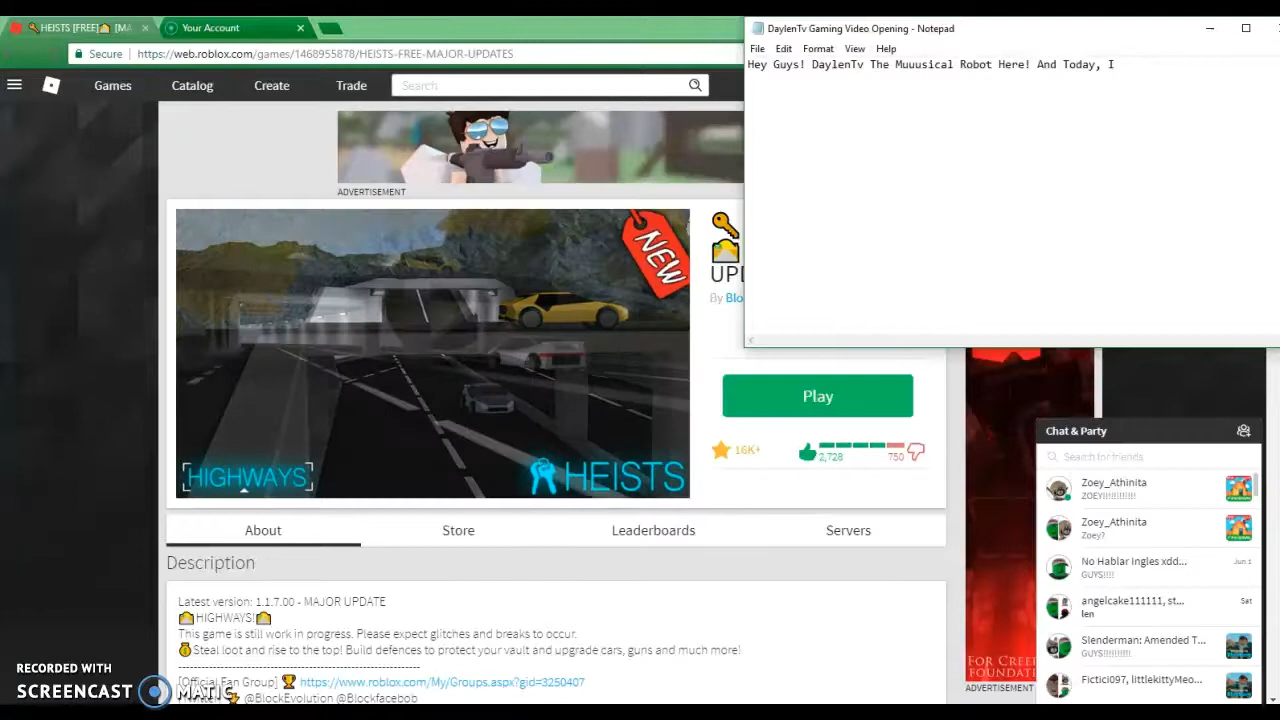 HEISTS [FREE] [MA
Your Account
DaylenTv Gaming Video Opening - Notepad
Secure https://web.roblox.com/games/1468955878/HEISTS-FREE-MAJOR-UPDATES
File Edit Format View Help
Hey Guys! DaylenTv The Muuusical Robot Here! And Today, I
Games Catalog Create Trade Search
ADVERTISEMENT
NEW
By Blo
Play
16K+ 2,728 750
HIGHWAYS HEISTS
About Store Leaderboards Servers
Description
Latest version: 1.1.7.00 - MAJOR UPDATE
HIGHWAYS!
This game is still work in progress. Please expect glitches and breaks to occur.
Steal loot and rise to the top! Build defences to protect your vault and upgrade cars, guns and much more!
--------------------------------------------------------------------------------
[Official Fan Group] https://www.roblox.com/My/Groups.aspx?gid=3250407
@BlockEvolution @Blockfacebob
Chat & Party
Search for friends
Zoey_Athinita
ZOEY!!!!!!!!!!!!
Zoey_Athinita
Zoey?
No Hablar Ingles xdd... Jun 1
GUYS!!!!
angelcake111111, st... Sat
len
Slenderman: Amended T...
GUYS!!!!!!!!!!
Fictici097, littlekittyMeo...
FOR CREE
FOUNDATI
ADVERTISEMENT
RECORDED WITH
SCREENCAST MATIC